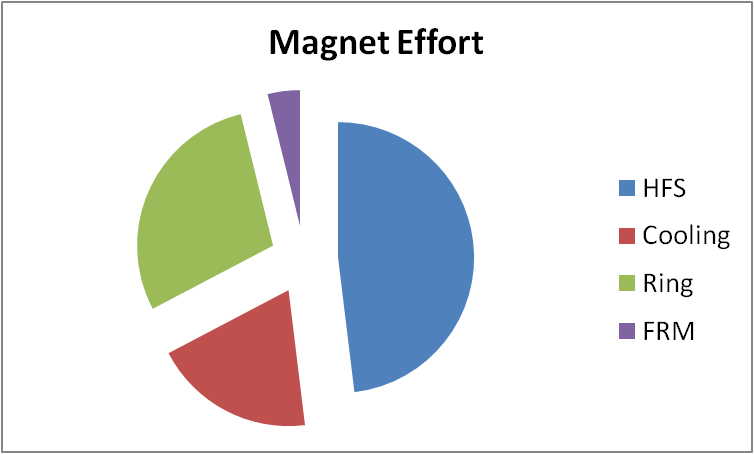 Magnet Effort
HFS
Cooling
Ring
FRM